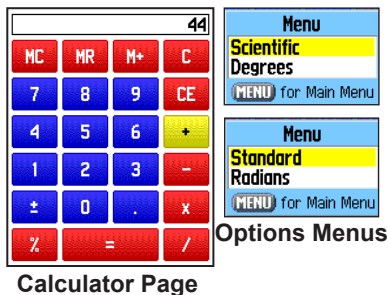 44
MC MR M+ C
7 8 9 CE
4 5 6 +
1 2 3 -
± 0 . x
% = /
Calculator Page
Menu
Scientific
Degrees
MENU for Main Menu
Menu
Standard
Radians
MENU for Main Menu
Options Menus